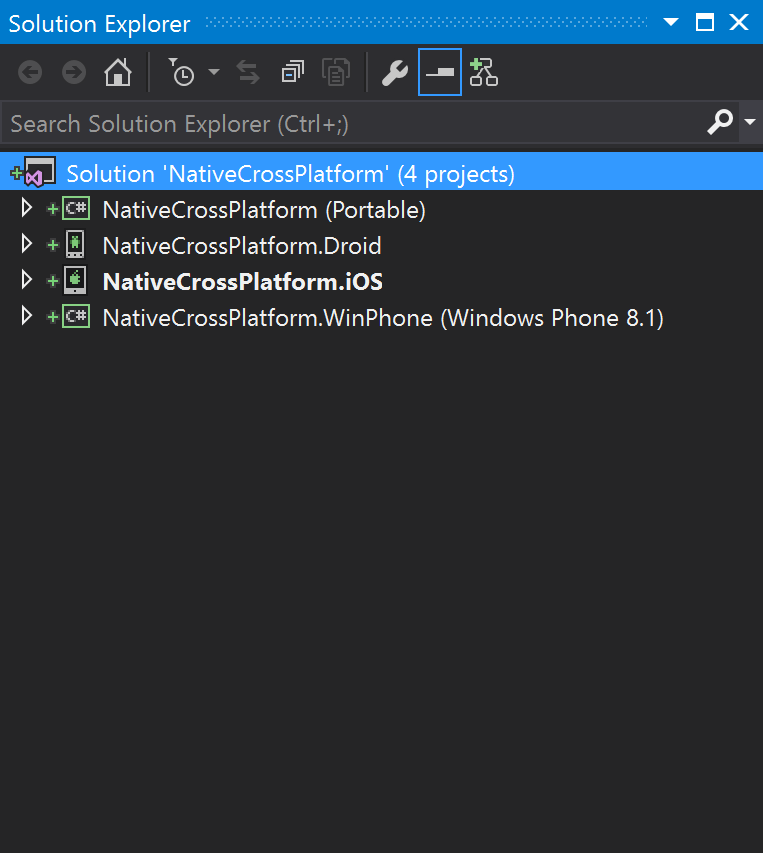 Solution Explorer
Search Solution Explorer (Ctrl+;)
Solution 'NativeCrossPlatform' (4 projects)
C# NativeCrossPlatform (Portable)
NativeCrossPlatform.Droid
NativeCrossPlatform.iOS
C# NativeCrossPlatform.WinPhone (Windows Phone 8.1)